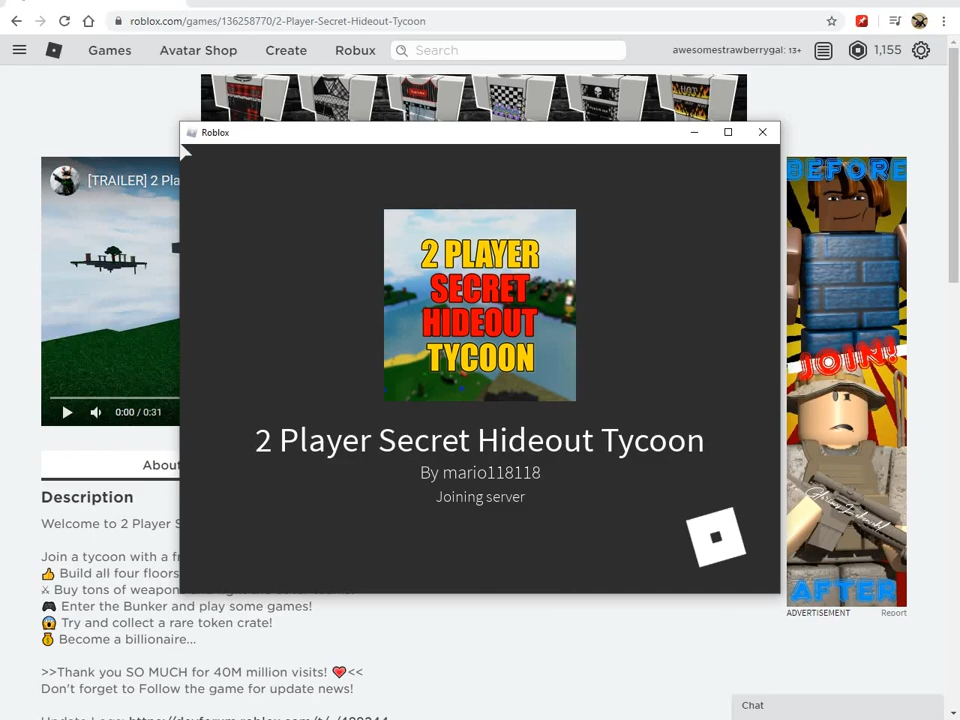 roblox.com/games/136258770/2-Player-Secret-Hideout-Tycoon
Games
Avatar Shop
Create
Robux
Search
awesomestrawberrygal: 13+
1,155
Roblox
[TRAILER] 2 Pla
0:00 / 0:31
2 PLAYER
SECRET
HIDEOUT
TYCOON
2 Player Secret Hideout Tycoon
By mario118118
Joining server
BEFORE
JOIN!
AFTER
ADVERTISEMENT
Report
About
Description
Welcome to 2 Player S
Join a tycoon with a fr
👍 Build all four floors
⚔ Buy tons of weapon
🎮 Enter the Bunker and play some games!
😱 Try and collect a rare token crate!
💰 Become a billionaire...
>>Thank you SO MUCH for 40M million visits! ❤️<<
Don't forget to Follow the game for update news!
Chat